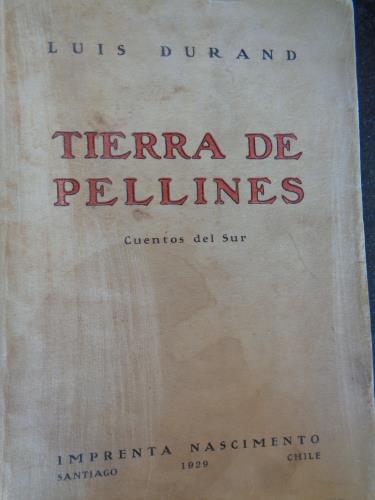 LUIS DURAND
TIERRA DE
PELLINES
Cuentos del Sur
IMPRENTA NASCIMENTO
SANTIAGO 1929 CHILE